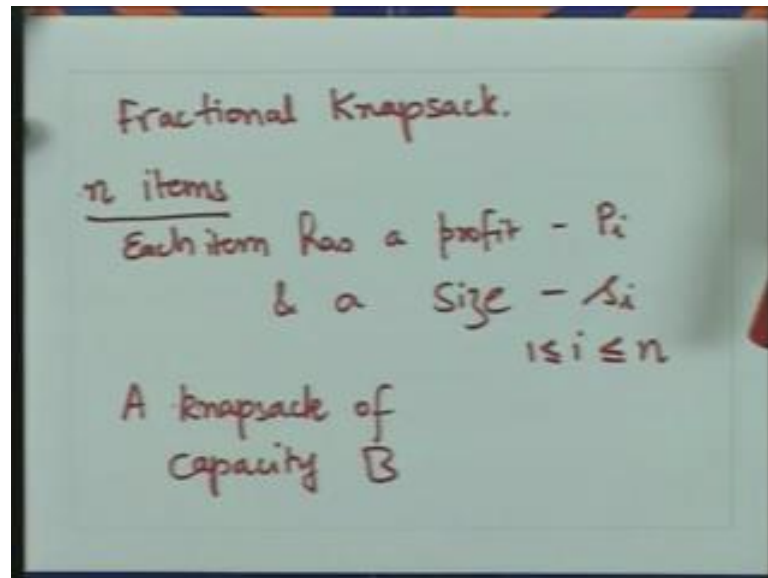 Fractional Knapsack.
n items
Each item has a profit - Pi
& a size - si
1 ≤ i ≤ n
A knapsack of
capacity B